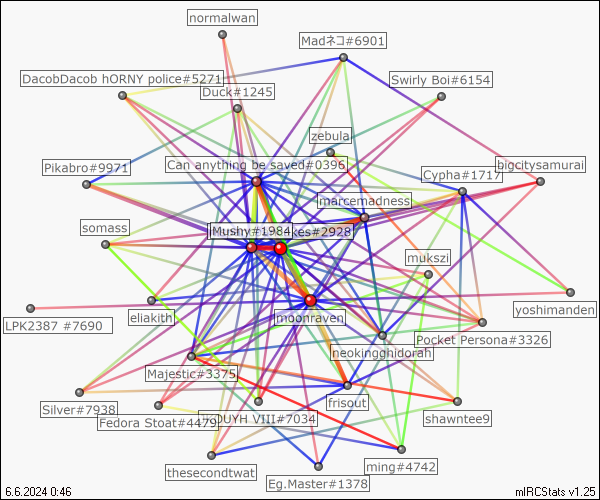 normalwan
Madネコ#6901
DacobDacob hORNY police#5271
Swirly Boi#6154
Duck#1245
zebula
Can anything be saved#0396
bigcitysamurai
Pikabro#9971
Cypha#1717
marcemadness
somass
Mushy#1984
kes#2928
mukszi
eliakith
yoshimanden
LPK2387 #7690
moonraven
Pocket Persona#3326
neokingghidorah
Majestic#3375
Silver#7938
frisout
Fedora Stoat#4479
OUYH VIII#7034
shawntee9
thesecondtwat
ming#4742
Eg.Master#1378
6.6.2024 0:46
mIRCStats v1.25